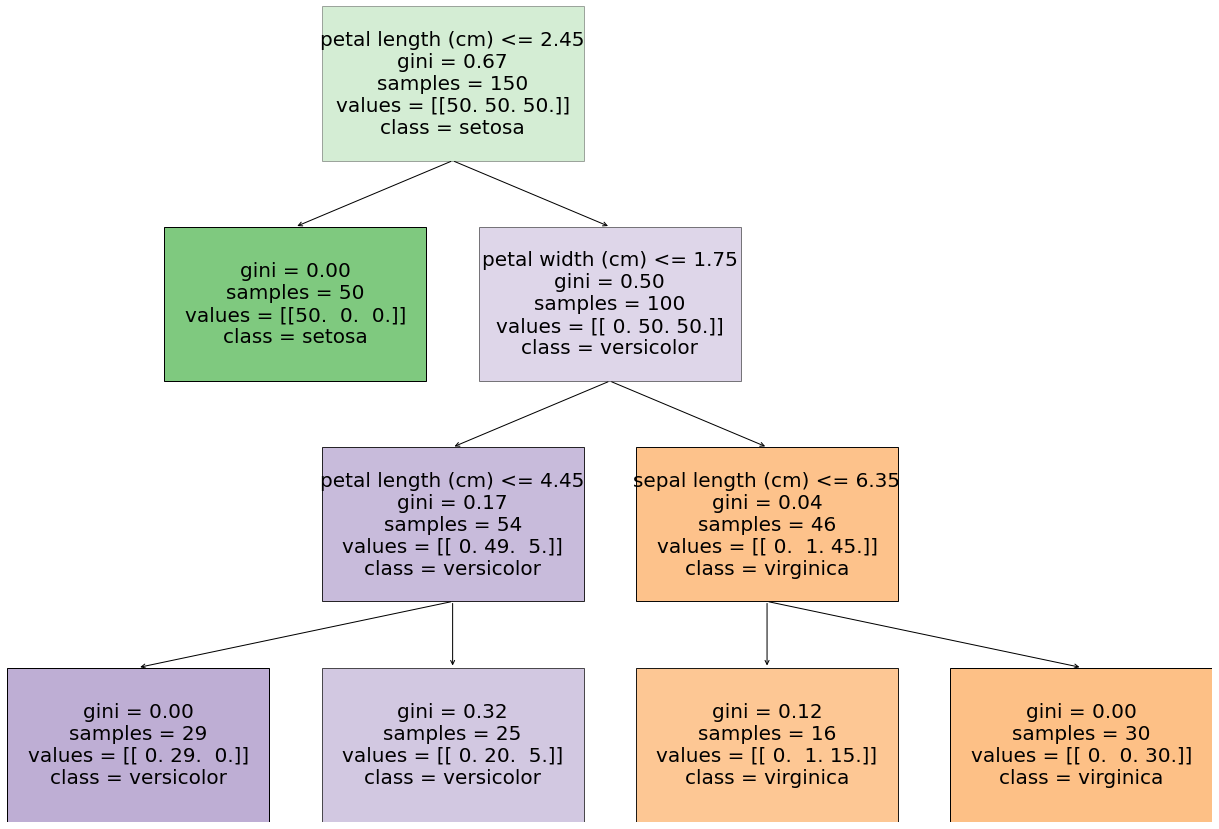 petal length (cm) <= 2.45
gini = 0.67
samples = 150
values = [[50. 50. 50.]]
class = setosa
gini = 0.00
samples = 50
values = [[50.  0.  0.]]
class = setosa
petal width (cm) <= 1.75
gini = 0.50
samples = 100
values = [[ 0. 50. 50.]]
class = versicolor
petal length (cm) <= 4.45
gini = 0.17
samples = 54
values = [[ 0. 49.  5.]]
class = versicolor
sepal length (cm) <= 6.35
gini = 0.04
samples = 46
values = [[ 0.  1. 45.]]
class = virginica
gini = 0.00
samples = 29
values = [[ 0. 29.  0.]]
class = versicolor
gini = 0.32
samples = 25
values = [[ 0. 20.  5.]]
class = versicolor
gini = 0.12
samples = 16
values = [[ 0.  1. 15.]]
class = virginica
gini = 0.00
samples = 30
values = [[ 0.  0. 30.]]
class = virginica